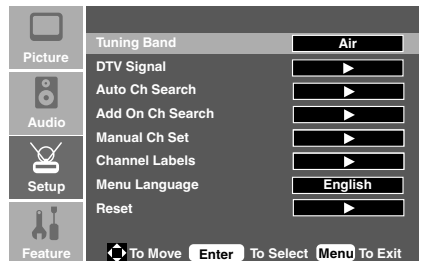 Picture
Audio
Setup
Feature
Tuning Band Air
DTV Signal
Auto Ch Search
Add On Ch Search
Manual Ch Set
Channel Labels
Menu Language English
Reset
To Move Enter To Select Menu To Exit